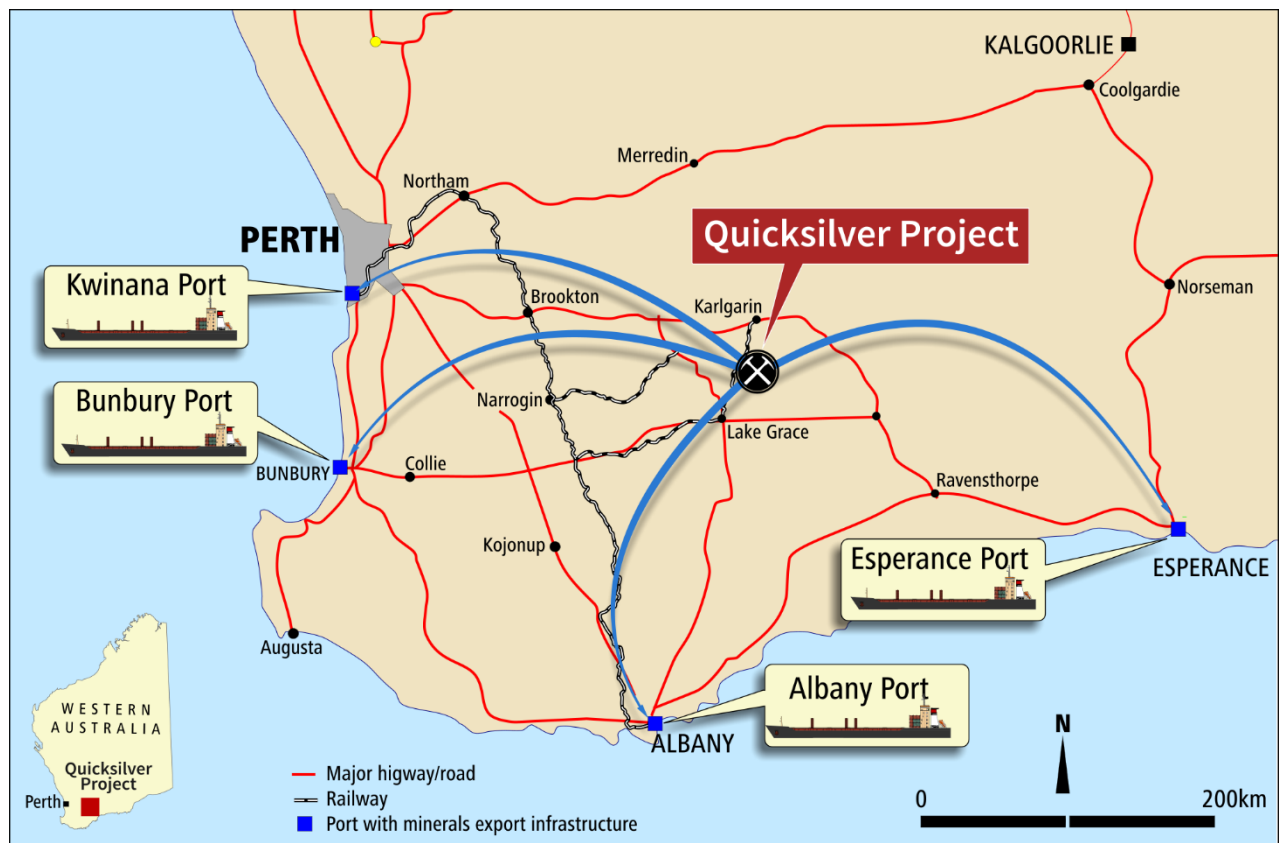 KALGOORLIE
Coolgardie
Merredin
Northam
PERTH
Quicksilver Project
Kwinana Port
Norseman
Brookton
Karlgarin
Bunbury Port
Narrogin
Lake Grace
BUNBURY
Collie
Ravensthorpe
Kojonup
Esperance Port
ESPERANCE
Augusta
Albany Port
ALBANY
WESTERN
AUSTRALIA
Quicksilver
Project
Perth
Major higway/road
Railway
Port with minerals export infrastructure
N
0 200km